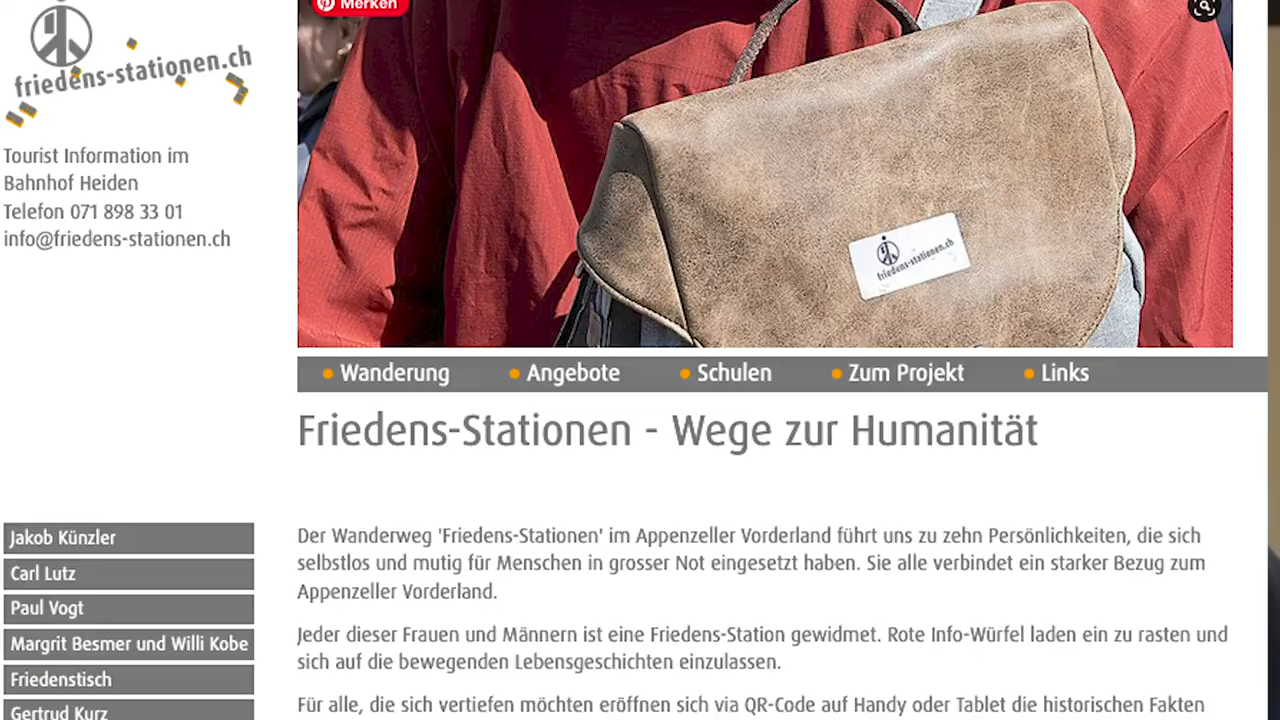 Merken
friedens-stationen.ch
Tourist Information im
Bahnhof Heiden
Telefon 071 898 33 01
info@friedens-stationen.ch
friedens-stationen.ch
Wanderung
Angebote
Schulen
Zum Projekt
Links
Friedens-Stationen - Wege zur Humanität
Jakob Künzler
Carl Lutz
Paul Vogt
Margrit Besmer und Willi Kobe
Friedenstisch
Gertrud Kurz
Der Wanderweg 'Friedens-Stationen' im Appenzeller Vorderland führt uns zu zehn Persönlichkeiten, die sich
selbstlos und mutig für Menschen in grosser Not eingesetzt haben. Sie alle verbindet ein starker Bezug zum
Appenzeller Vorderland.
Jeder dieser Frauen und Männern ist eine Friedens-Station gewidmet. Rote Info-Würfel laden ein zu rasten und
sich auf die bewegenden Lebensgeschichten einzulassen.
Für alle, die sich vertiefen möchten eröffnen sich via QR-Code auf Handy oder Tablet die historischen Fakten